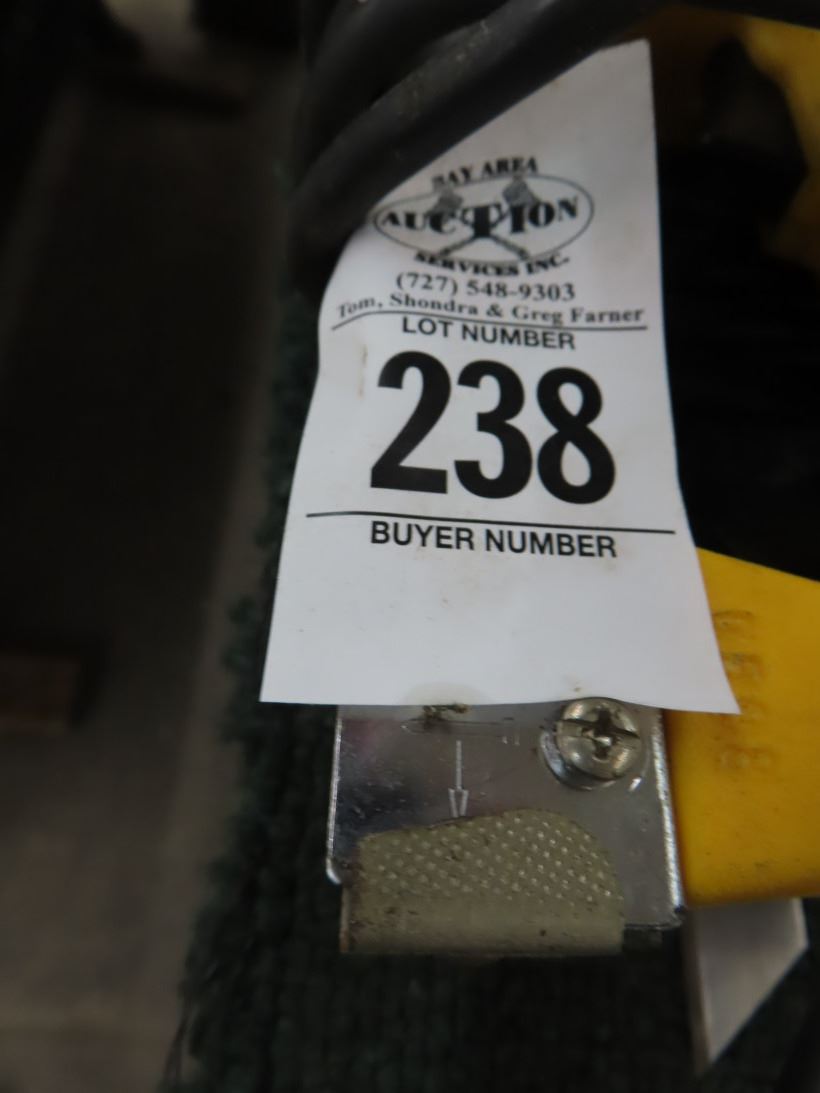 BAY AREA
AUCTION
SERVICES INC.
(727) 548-9303
Tom, Shondra & Greg Farner
LOT NUMBER
238
BUYER NUMBER